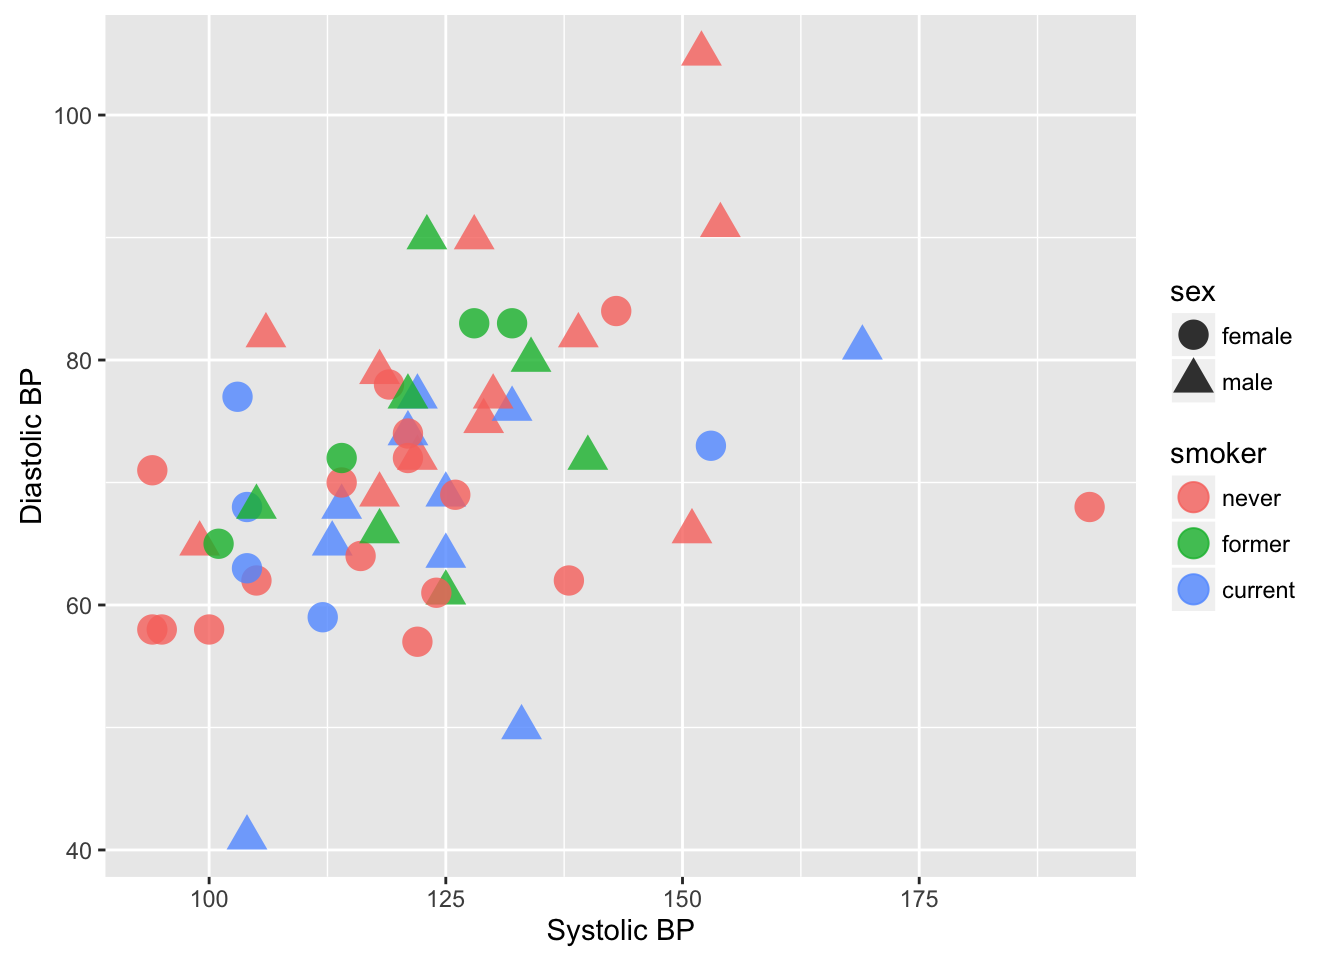 100
80
60
40
Diastolic BP
100 125 150 175
Systolic BP
sex
female
male
smoker
never
former
current